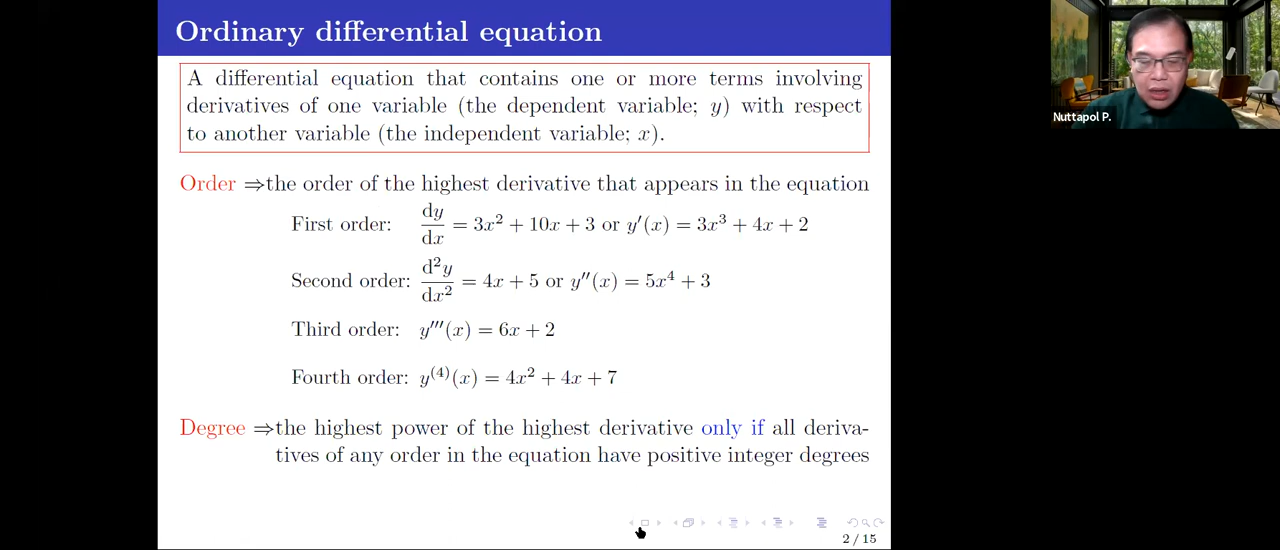 Ordinary differential equation
A differential equation that contains one or more terms involving
derivatives of one variable (the dependent variable; y) with respect
to another variable (the independent variable; x).
Order ⇒the order of the highest derivative that appears in the equation
First order: dy/dx = 3x² + 10x + 3 or y′(x) = 3x³ + 4x + 2
Second order: d²y/dx² = 4x + 5 or y′′(x) = 5x⁴ + 3
Third order: y′′′(x) = 6x + 2
Fourth order: y⁽⁴⁾(x) = 4x² + 4x + 7
Degree ⇒the highest power of the highest derivative only if all deriva-
tives of any order in the equation have positive integer degrees
2 / 15
Nuttapol P.